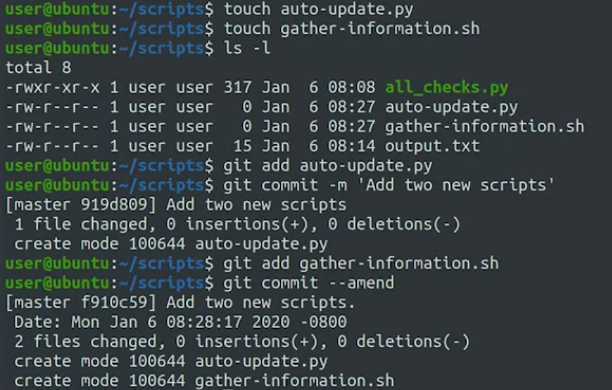 user@ubuntu:~/scripts$ touch auto-update.py
user@ubuntu:~/scripts$ touch gather-information.sh
user@ubuntu:~/scripts$ ls -l
total 8
-rwxr-xr-x 1 user user 317 Jan  6 08:08 all_checks.py
-rw-r--r-- 1 user user   0 Jan  6 08:27 auto-update.py
-rw-r--r-- 1 user user   0 Jan  6 08:27 gather-information.sh
-rw-r--r-- 1 user user  15 Jan  6 08:14 output.txt
user@ubuntu:~/scripts$ git add auto-update.py
user@ubuntu:~/scripts$ git commit -m 'Add two new scripts'
[master 919d809] Add two new scripts
 1 file changed, 0 insertions(+), 0 deletions(-)
 create mode 100644 auto-update.py
user@ubuntu:~/scripts$ git add gather-information.sh
user@ubuntu:~/scripts$ git commit --amend
[master f910c59] Add two new scripts.
 Date: Mon Jan 6 08:28:17 2020 -0800
 2 files changed, 0 insertions(+), 0 deletions(-)
 create mode 100644 auto-update.py
 create mode 100644 gather-information.sh